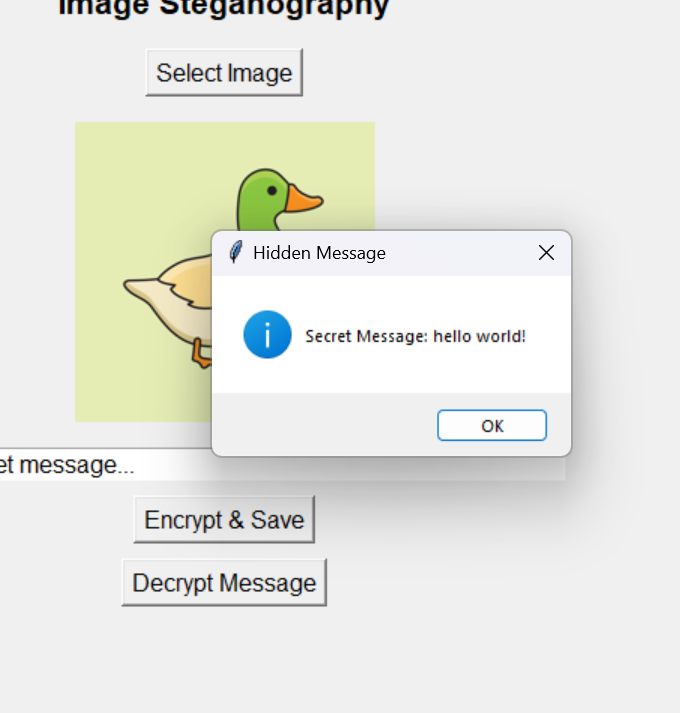 Image Steganography
Select Image
Hidden Message
Secret Message: hello world!
OK
et message...
Encrypt & Save
Decrypt Message